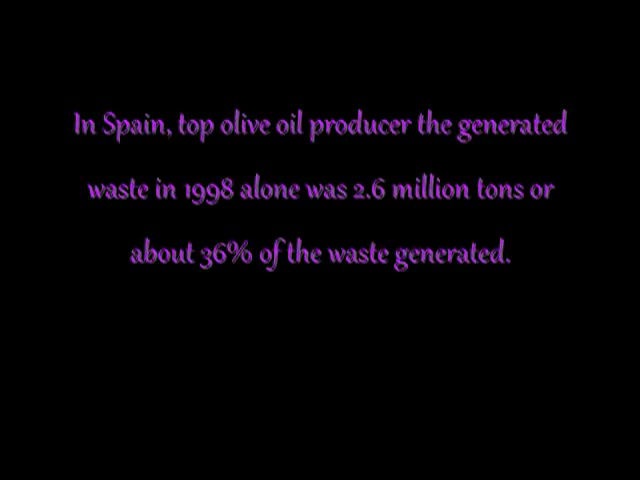 In Spain, top olive oil producer the generated
waste in 1998 alone was 2.6 million tons or
about 36% of the waste generated.